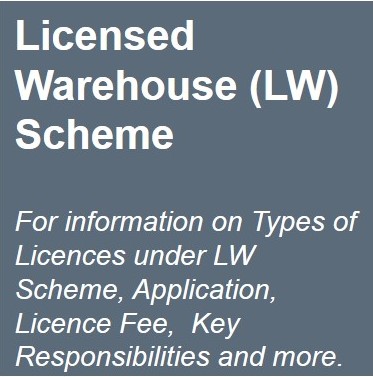 Licensed
Warehouse (LW)
Scheme
For information on Types of
Licences under LW
Scheme, Application,
Licence Fee,  Key
Responsibilities and more.